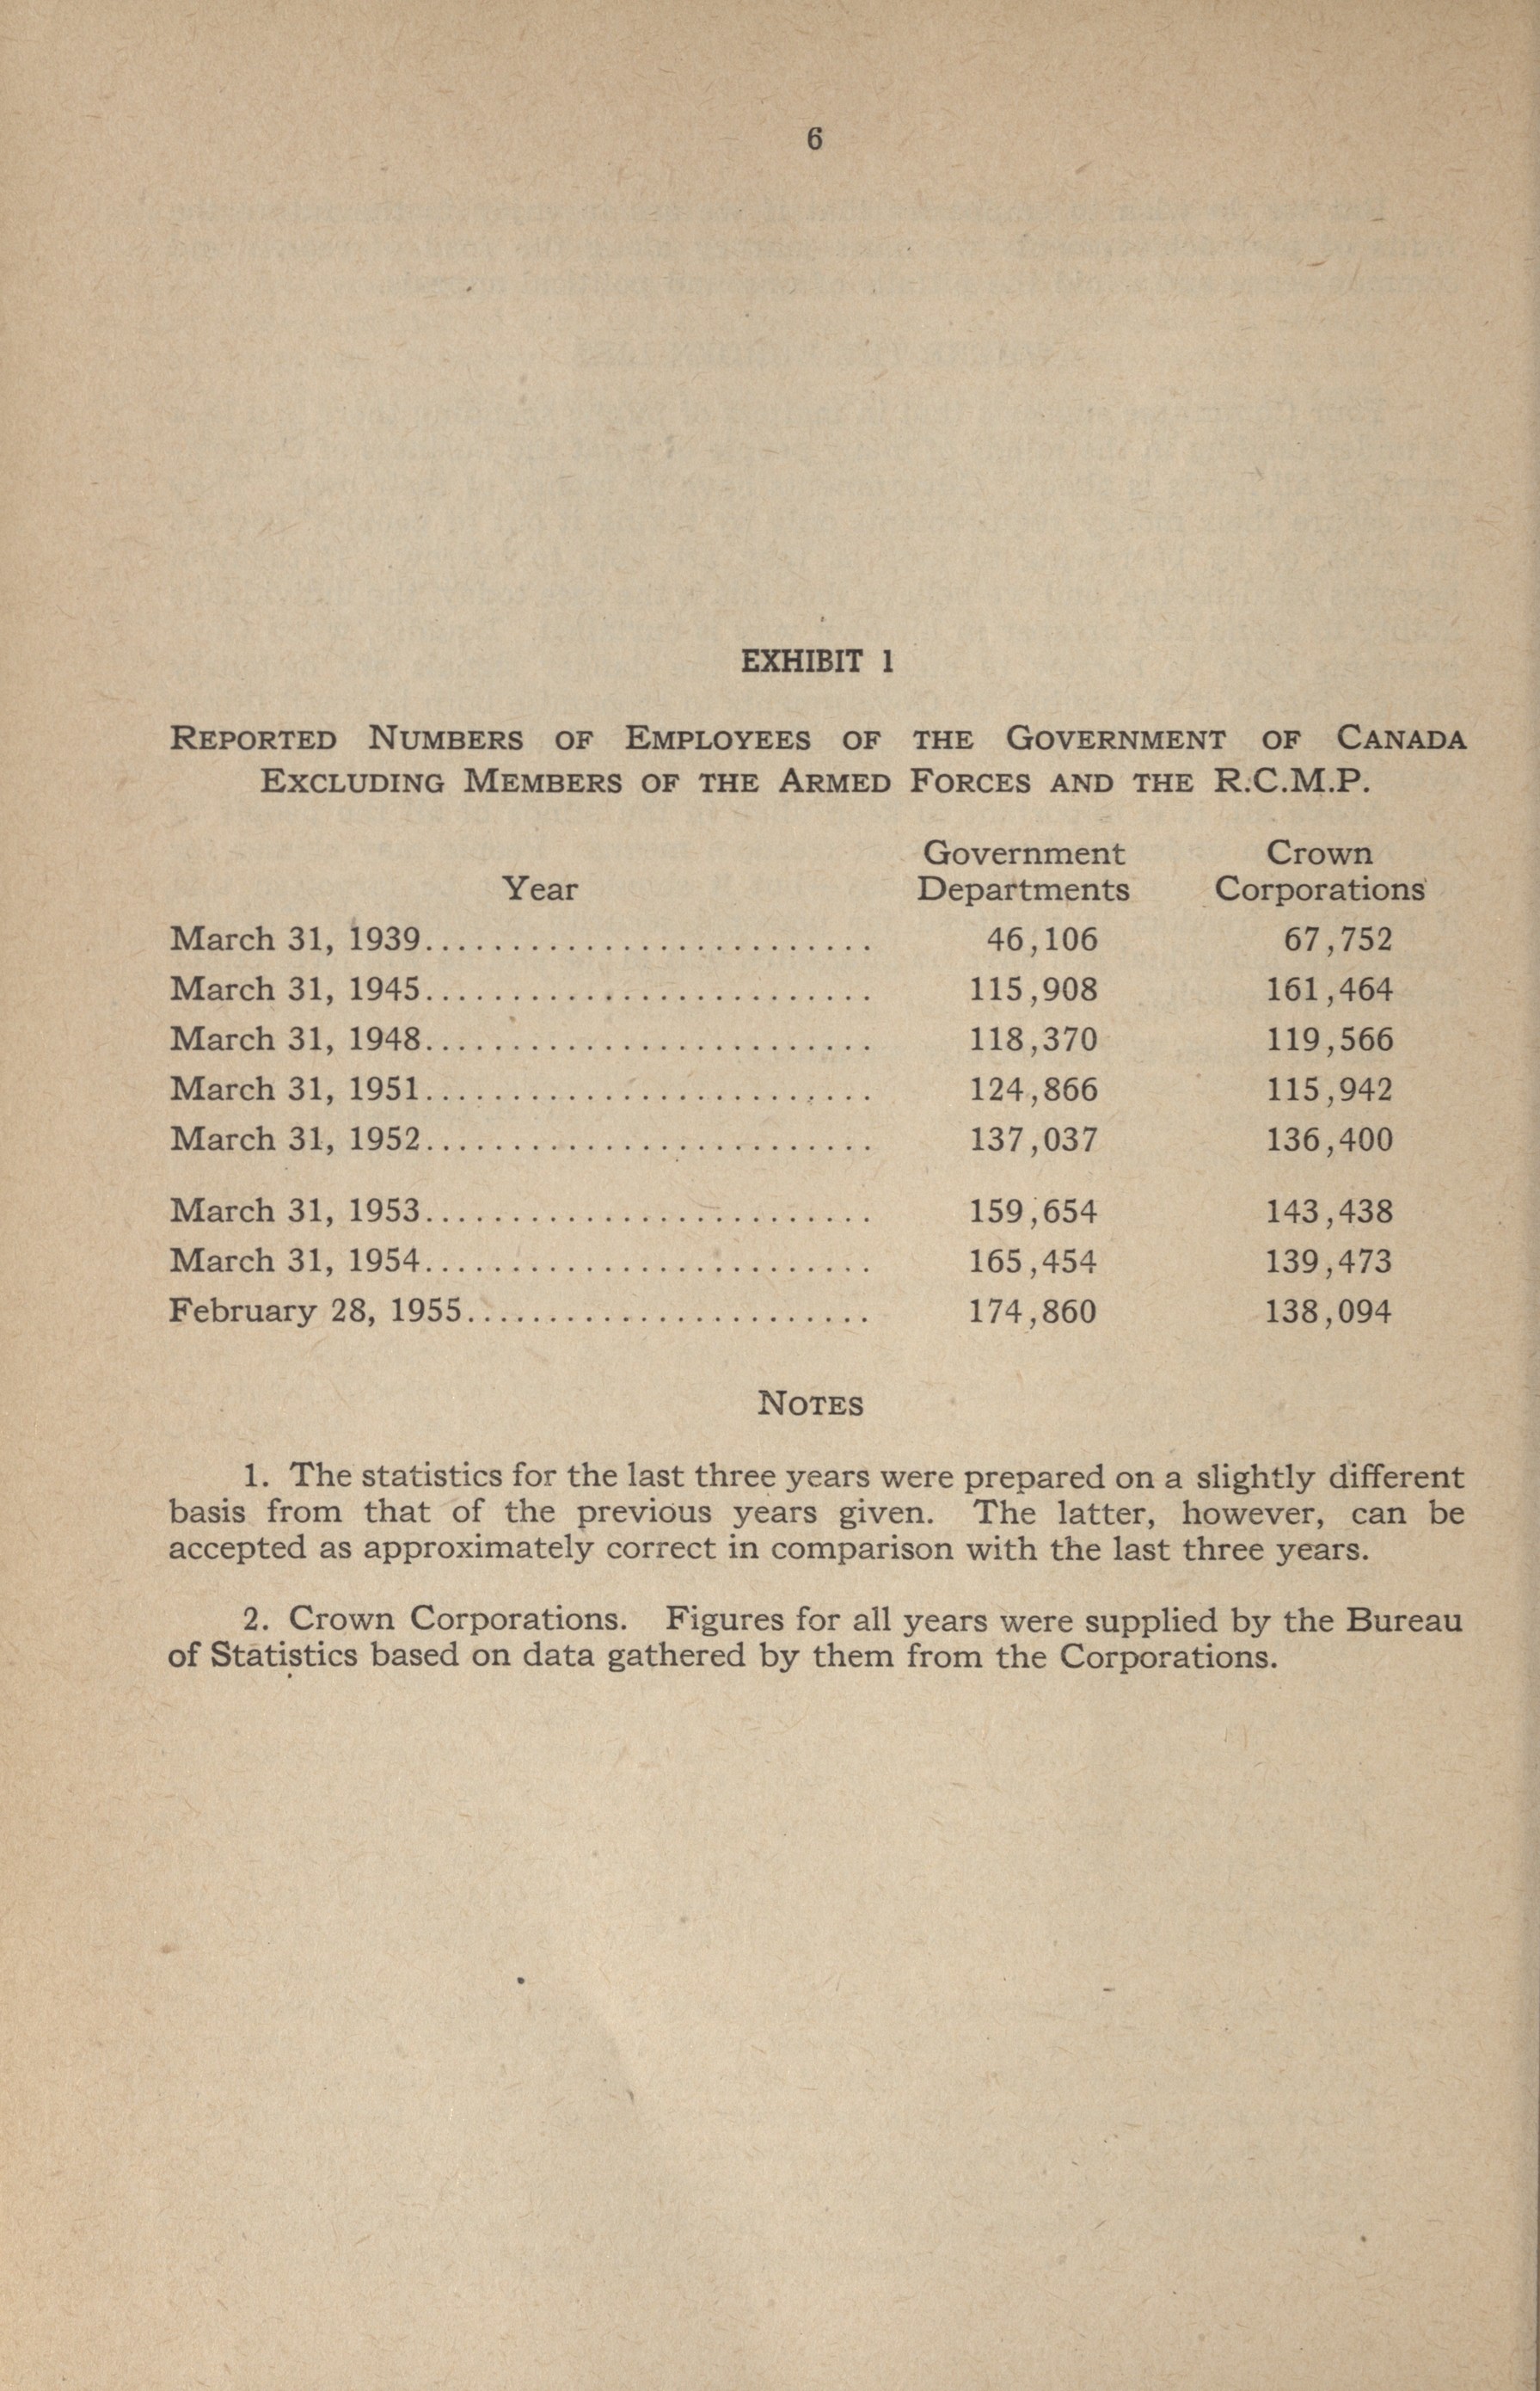 6
EXHIBIT 1
REPORTED NUMBERS OF EMPLOYEES OF THE GOVERNMENT OF CANADA
EXCLUDING MEMBERS OF THE ARMED FORCES AND THE R.C.M.P.
Government Crown
Year Departments Corporations
March 31, 1939.......................... 46,106 67,752
March 31, 1945.......................... 115,908 161,464
March 31, 1948.......................... 118,370 119,566
March 31, 1951.......................... 124,866 115,942
March 31, 1952.......................... 137,037 136,400
March 31, 1953.......................... 159,654 143,438
March 31, 1954.......................... 165,454 139,473
February 28, 1955........................ 174,860 138,094
NOTES
1. The statistics for the last three years were prepared on a slightly different
basis from that of the previous years given. The latter, however, can be
accepted as approximately correct in comparison with the last three years.
2. Crown Corporations. Figures for all years were supplied by the Bureau
of Statistics based on data gathered by them from the Corporations.